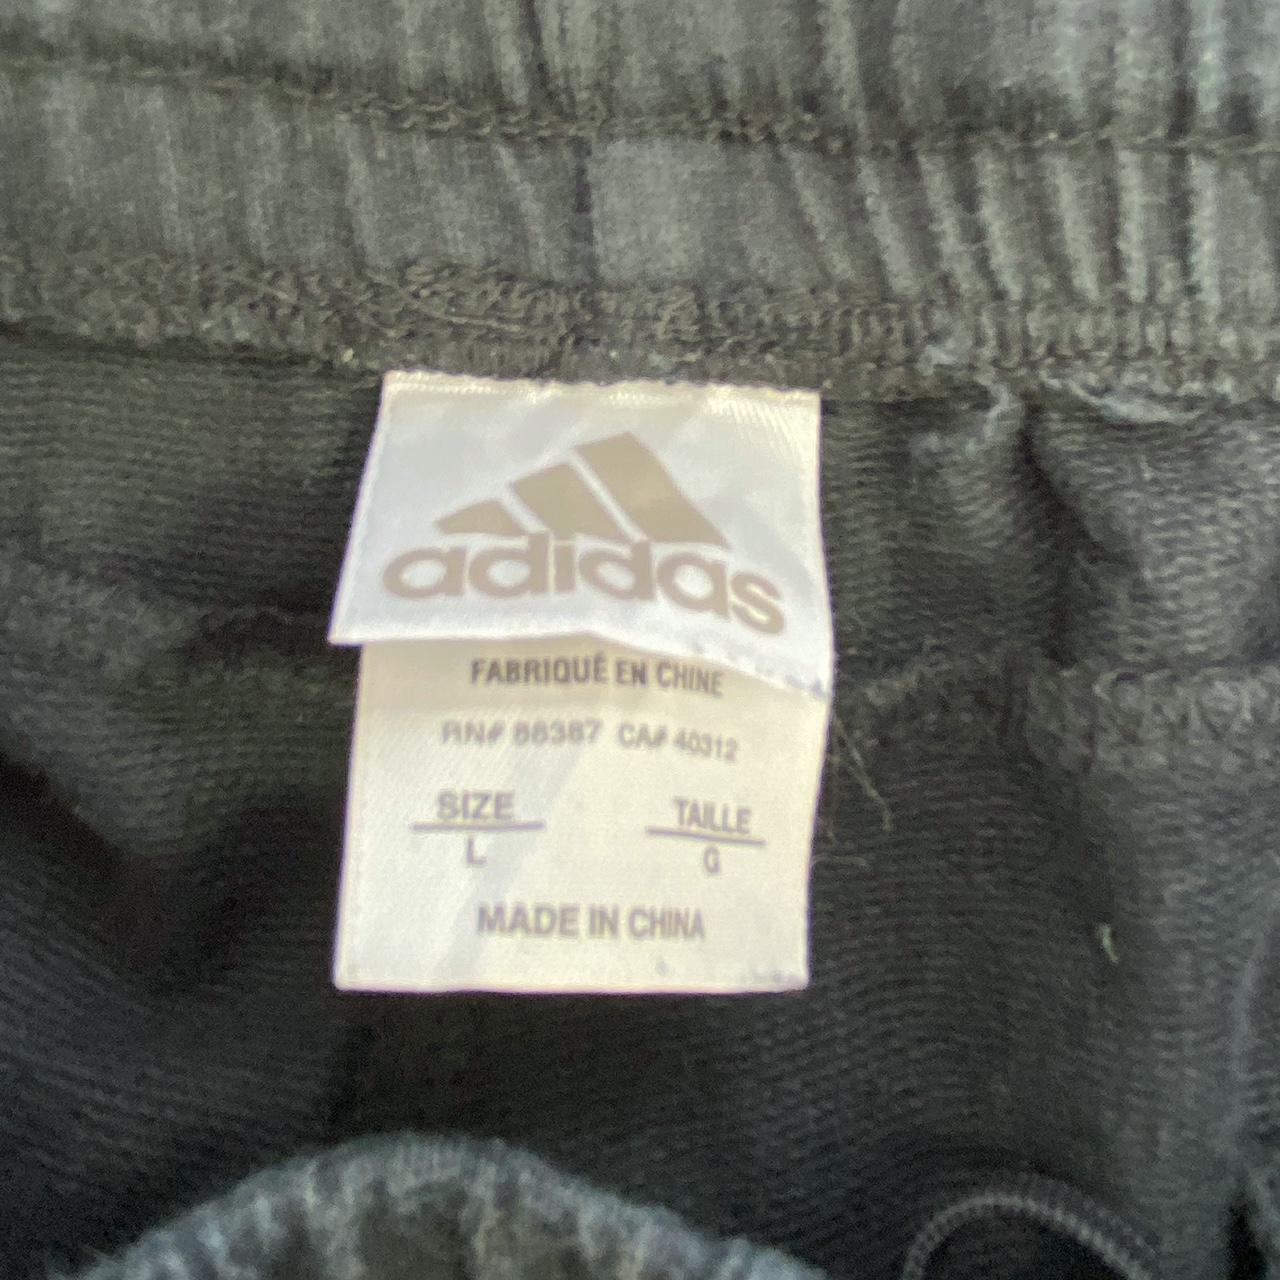 adidas
FABRIQUÉ EN CHINE
RN# 88387 CA# 40312
SIZE TAILLE
L G
MADE IN CHINA